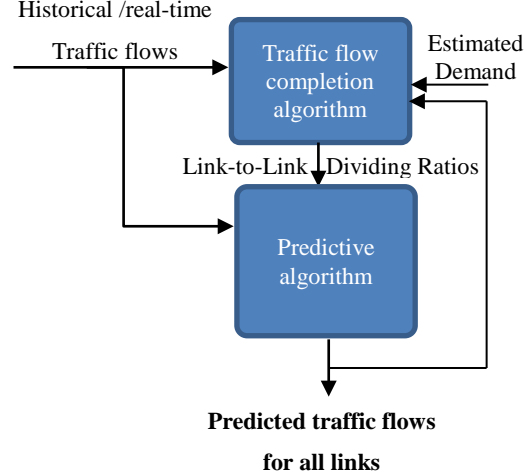 Historical /real-time
Traffic flows
Traffic flow
completion
algorithm
Estimated
Demand
Link-to-Link Dividing Ratios
Predictive
algorithm
Predicted traffic flows
for all links